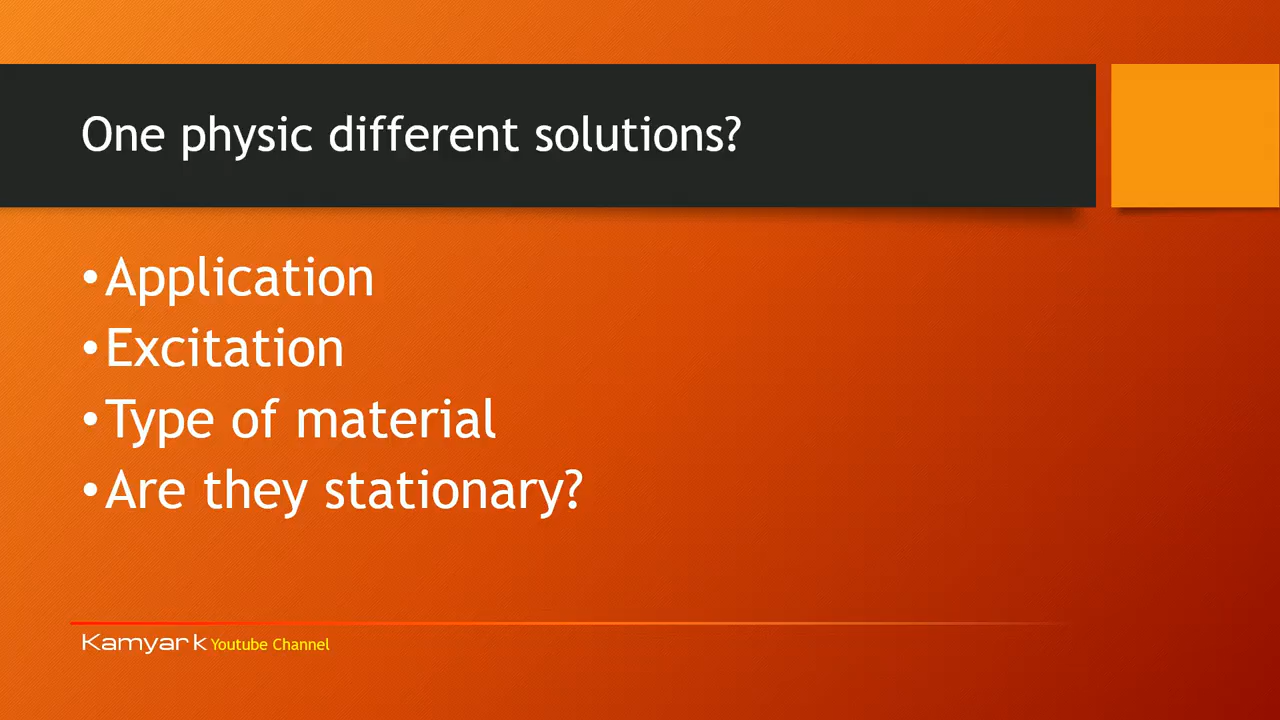 One physic different solutions?
•Application
•Excitation
•Type of material
•Are they stationary?
Kamyar k Youtube Channel